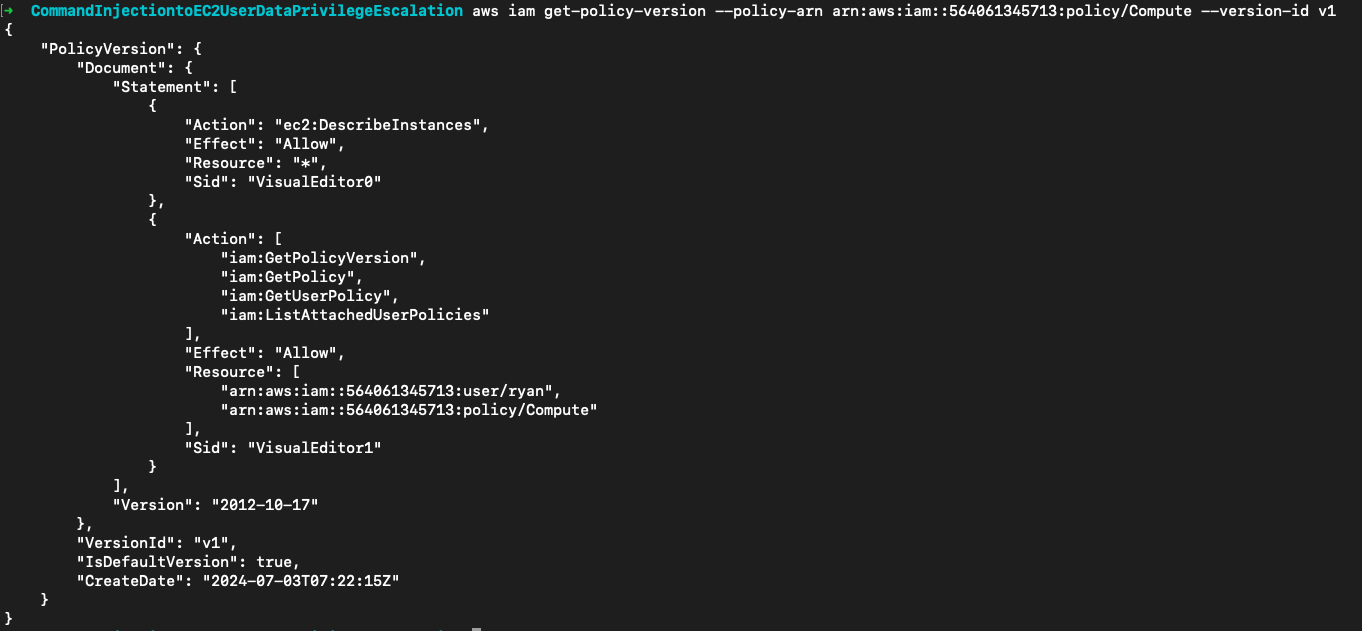 → CommandInjectiontoEC2UserDataPrivilegeEscalation aws iam get-policy-version --policy-arn arn:aws:iam::564061345713:policy/Compute --version-id v1
{
    "PolicyVersion": {
        "Document": {
            "Statement": [
                {
                    "Action": "ec2:DescribeInstances",
                    "Effect": "Allow",
                    "Resource": "*",
                    "Sid": "VisualEditor0"
                },
                {
                    "Action": [
                        "iam:GetPolicyVersion",
                        "iam:GetPolicy",
                        "iam:GetUserPolicy",
                        "iam:ListAttachedUserPolicies"
                    ],
                    "Effect": "Allow",
                    "Resource": [
                        "arn:aws:iam::564061345713:user/ryan",
                        "arn:aws:iam::564061345713:policy/Compute"
                    ],
                    "Sid": "VisualEditor1"
                }
            ],
            "Version": "2012-10-17"
        },
        "VersionId": "v1",
        "IsDefaultVersion": true,
        "CreateDate": "2024-07-03T07:22:15Z"
    }
}